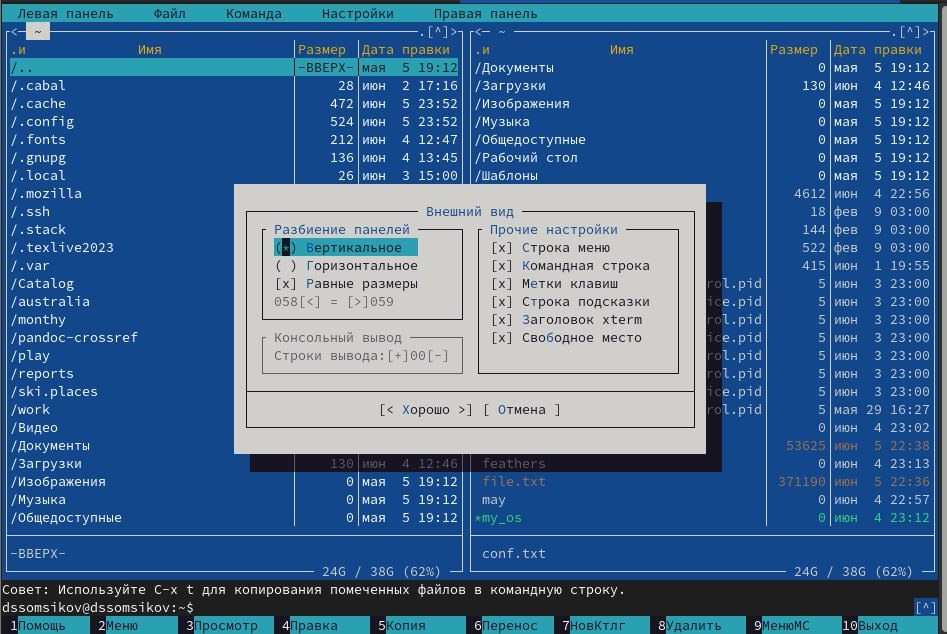 Левая панель Файл Команда Настройки Правая панель
<─ ~ .[^]> <─ ~ .[^]>
.и Имя Размер Дата правки .и Имя Размер Дата правки
/.. –ВВЕРХ– мая 5 19:12 /Документы 0 мая 5 19:12
/.cabal 28 июн 2 17:16 /Загрузки 130 июн 4 12:46
/.cache 472 июн 5 23:52 /Изображения 0 мая 5 19:12
/.config 524 июн 5 23:52 /Музыка 0 мая 5 19:12
/.fonts 212 июн 4 12:47 /Общедоступные 0 мая 5 19:12
/.gnupg 136 июн 4 13:45 /Рабочий стол 0 мая 5 19:12
/.local 26 июн 3 15:00 /Шаблоны 0 мая 5 19:12
/.mozilla 4612 июн 4 22:56
/.ssh Внешний вид 18 фев 9 03:00
/.stack Разбиение панелей Прочие настройки 144 фев 9 03:00
/.texlive2023 (*) Вертикальное [x] Строка меню 522 фев 9 03:00
/.var ( ) Горизонтальное [x] Командная строка 415 июн 1 19:55
/Catalog [x] Равные размеры [x] Метки клавиш rol.pid 5 июн 3 23:00
/australia 058[<] = [>]059 [x] Строка подсказки ice.pid 5 июн 3 23:00
/monthy [x] Заголовок xterm rol.pid 5 июн 3 23:00
/pandoc-crossref Консольный вывод [x] Свободное место ice.pid 5 июн 3 23:00
/play Строки вывода:[+]00[–] rol.pid 5 июн 3 23:00
/reports rol.pid 5 июн 3 23:00
/ski.places ice.pid 5 июн 3 23:00
/work [< Хорошо >] [ Отмена ] rol.pid 5 мая 29 16:27
/Видео 0 июн 4 23:02
/Документы 53625 июн 5 22:38
/Загрузки 130 июн 4 12:46 feathers 0 июн 4 23:13
/Изображения 0 мая 5 19:12 file.txt 371190 июн 5 22:36
/Музыка 0 мая 5 19:12 may 0 июн 4 22:57
/Общедоступные 0 мая 5 19:12 *my_os 0 июн 4 23:12
–ВВЕРХ– conf.txt
24G / 38G (62%) 24G / 38G (62%)
Совет: Используйте C-x t для копирования помеченных файлов в командную строку.
dssomsikov@dssomsikov:~$ [^]
1Помощь 2Меню 3Просмотр 4Правка 5Копия 6Перенос 7НовКтлг 8Удалить 9МенюMC 10Выход